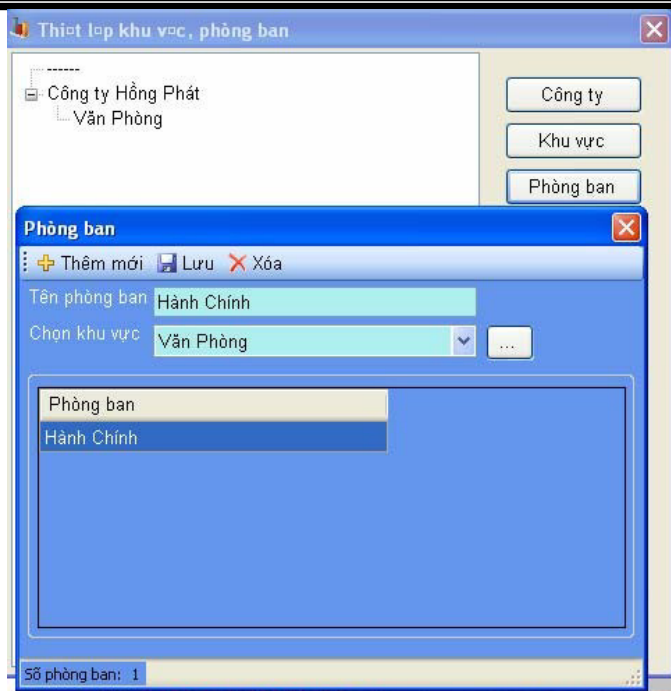 Thi¤t l¤p khu v¤c, phòng ban
------
Công ty Hồng Phát
Văn Phòng
Công ty
Khu vực
Phòng ban
Phòng ban
Thêm mới Lưu Xóa
Tên phòng ban Hành Chính
Chọn khu vực Văn Phòng ...
Phòng ban
Hành Chính
Số phòng ban: 1